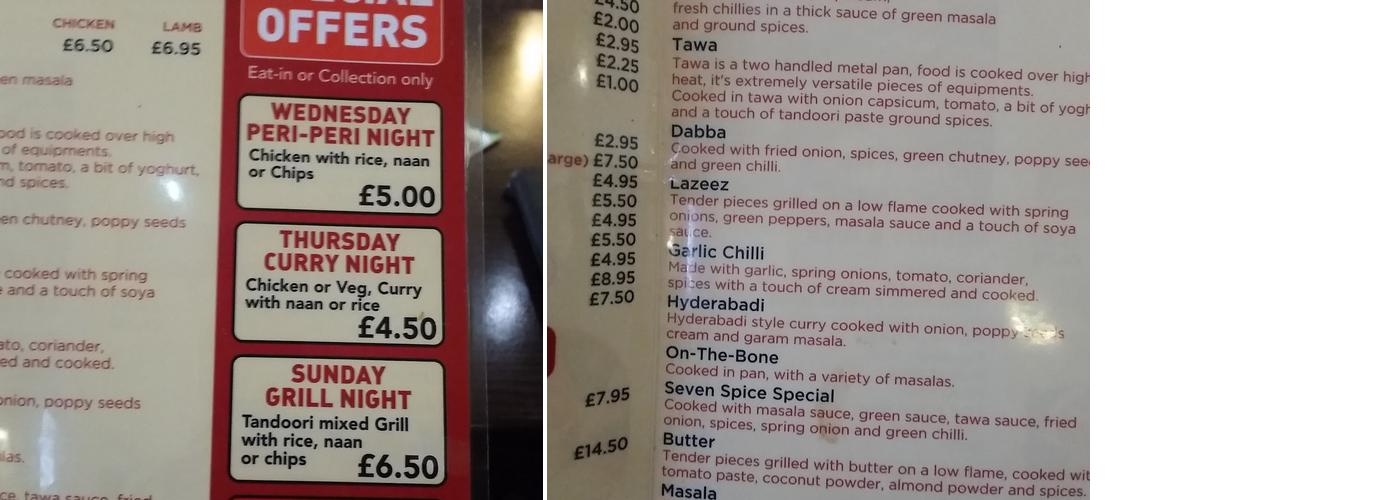 CHICKEN LAMB
£6.50 £6.95
en masala
ood is cooked over high
of equipments.
m, tomato, a bit of yoghurt,
nd spices.
en chutney, poppy seeds
cooked with spring
e and a touch of soya
ato, coriander,
ed and cooked.
onion, poppy seeds
las.
OFFERS
Eat-in or Collection only
WEDNESDAY
PERI-PERI NIGHT
Chicken with rice, naan
or Chips
£5.00
THURSDAY
CURRY NIGHT
Chicken or Veg, Curry
with naan or rice
£4.50
SUNDAY
GRILL NIGHT
Tandoori mixed Grill
with rice, naan
or chips
£6.50
£4.50
£2.00
£2.95
£2.25
£1.00
£2.95
arge) £7.50
£4.95
£5.50
£4.95
£5.50
£4.95
£8.95
£7.50
£7.95
£14.50
fresh chillies in a thick sauce of green masala
and ground spices.
Tawa
Tawa is a two handled metal pan, food is cooked over high
heat, it's extremely versatile pieces of equipments.
Cooked in tawa with onion capsicum, tomato, a bit of yogh
and a touch of tandoori paste ground spices.
Dabba
Cooked with fried onion, spices, green chutney, poppy see
and green chilli.
Lazeez
Tender pieces grilled on a low flame cooked with spring
onions, green peppers, masala sauce and a touch of soya
sauce.
Garlic Chilli
Made with garlic, spring onions, tomato, coriander,
spices with a touch of cream simmered and cooked.
Hyderabadi
Hyderabadi style curry cooked with onion, poppy seeds
cream and garam masala.
On-The-Bone
Cooked in pan, with a variety of masalas.
Seven Spice Special
Cooked with masala sauce, green sauce, tawa sauce, fried
onion, spices, spring onion and green chilli.
Butter
Tender pieces grilled with butter on a low flame, cooked wit
tomato paste, coconut powder, almond powder and spices.
Masala